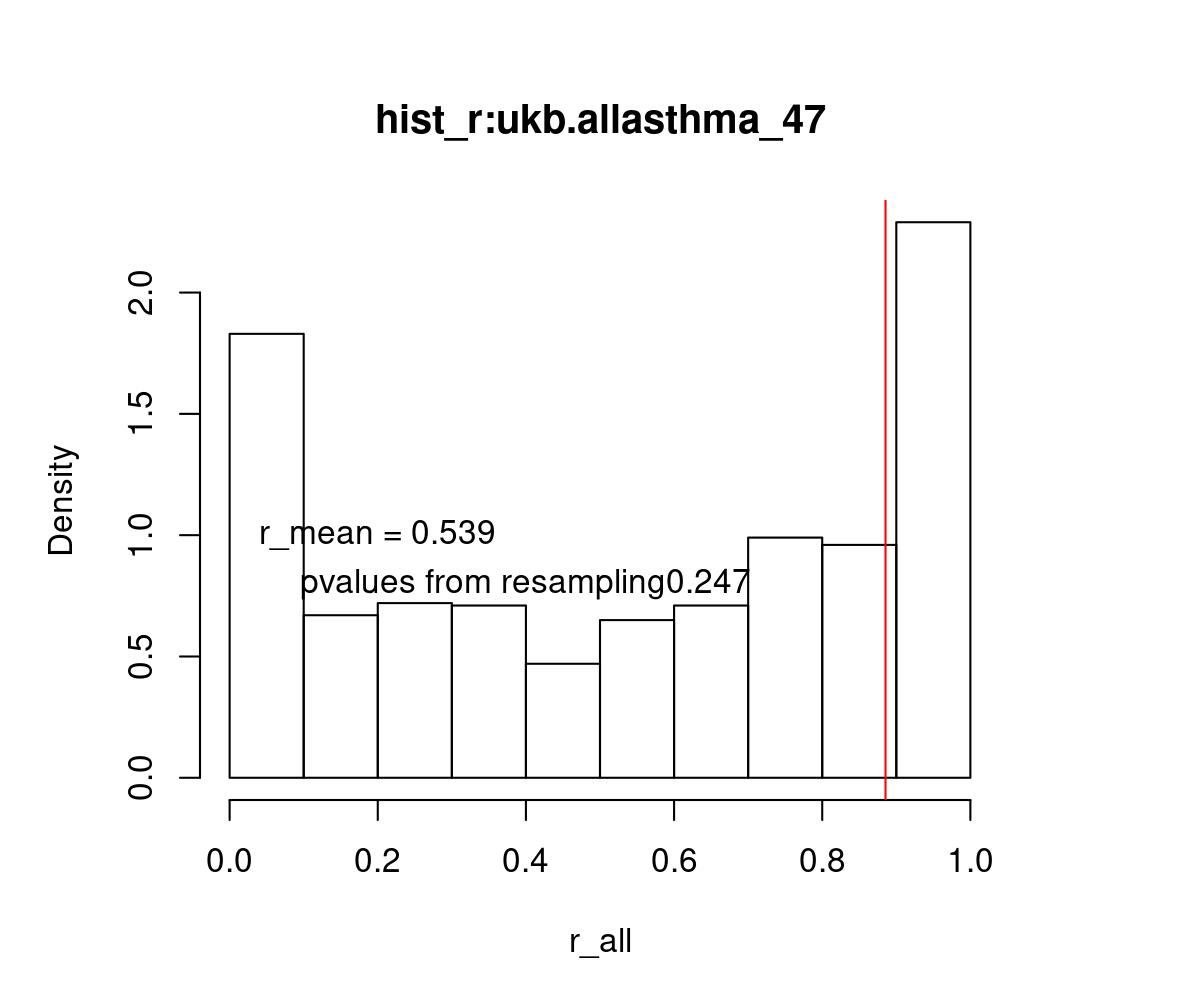 hist_r:ukb.allasthma_47
Density
2.0
1.5
1.0
0.5
0.0
r_mean = 0.539
pvalues from resampling0.247
0.0 0.2 0.4 0.6 0.8 1.0
r_all